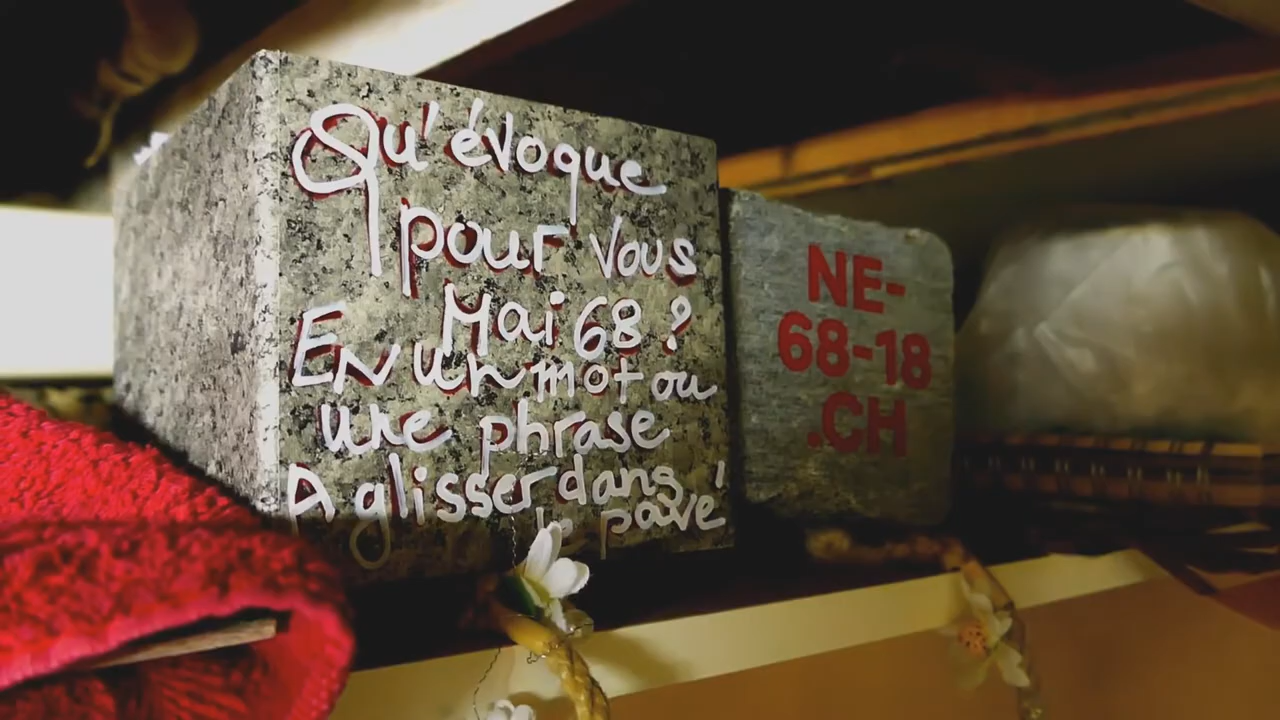 Qu'évoque
pour vous
Mai 68 ?
En un mot ou
une phrase
A glisser dans
le pavé
NE-
68-18
.CH